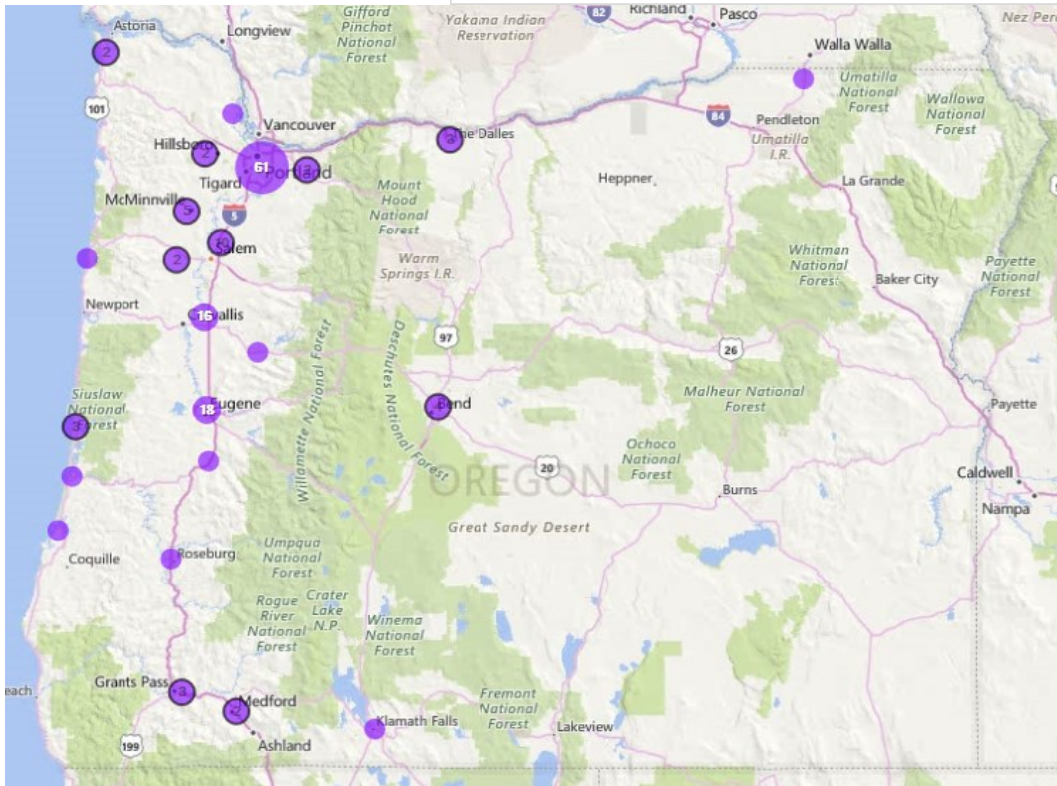 Gifford
Pinchot
National
Forest
Yakama Indian
Reservation
82
Richland
Pasco
Nez Per
Astoria
Longview
2
Walla Walla
101
Umatilla
National
Forest
Wallowa
National
Forest
Vancouver
84
Pendleton
Umatilla
I.R.
Hillsboro
2
The Dalles
3
61
Portland
Tigard
Heppner
La Grande
McMinnville
5
5
Mount
Hood
National
Forest
Salem
2
Warm
Springs I.R.
Whitman
National
Forest
Baker City
Payette
National
Forest
Newport
16
Corvallis
97
26
Willamette National Forest
Deschutes National Forest
Siuslaw
National
Forest
3
18
Eugene
Bend
Malheur National
Forest
Payette
Ochoco
National
Forest
20
OREGON
Caldwell
Nampa
Burns
Great Sandy Desert
Coquille
Roseburg
Umpqua
National
Forest
Rogue
River
National
Forest
Crater
Lake
N.P.
Winema
National
Forest
each
Grants Pass
3
Medford
2
Klamath Falls
Fremont
National
Forest
Lakeview
199
Ashland